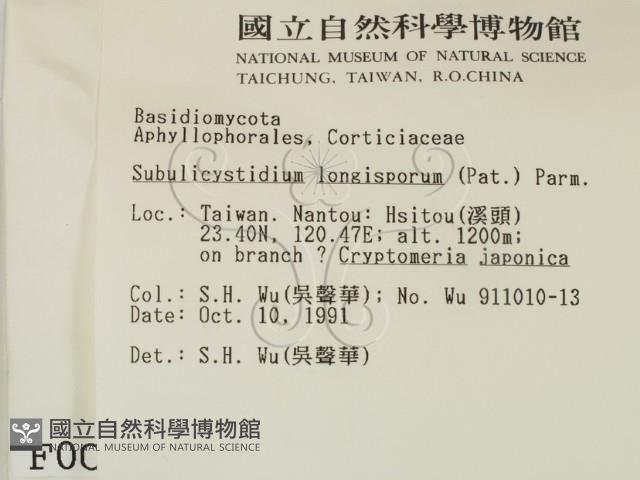 國立自然科學博物館
NATIONAL MUSEUM OF NATURAL SCIENCE
TAICHUNG, TAIWAN, R.O.CHINA
Basidiomycota
Aphyllophorales, Corticiaceae
Subulicystidium longisporum (Pat.) Parm.
Loc.: Taiwan. Nantou: Hsitou(溪頭)
23.40N, 120.47E; alt. 1200m;
on branch ? Cryptomeria japonica
Col.: S.H. Wu(吳聲華); No. Wu 911010-13
Date: Oct. 10, 1991
Det.: S.H. Wu(吳聲華)
國立自然科學博物館
NATIONAL MUSEUM OF NATURAL SCIENCE